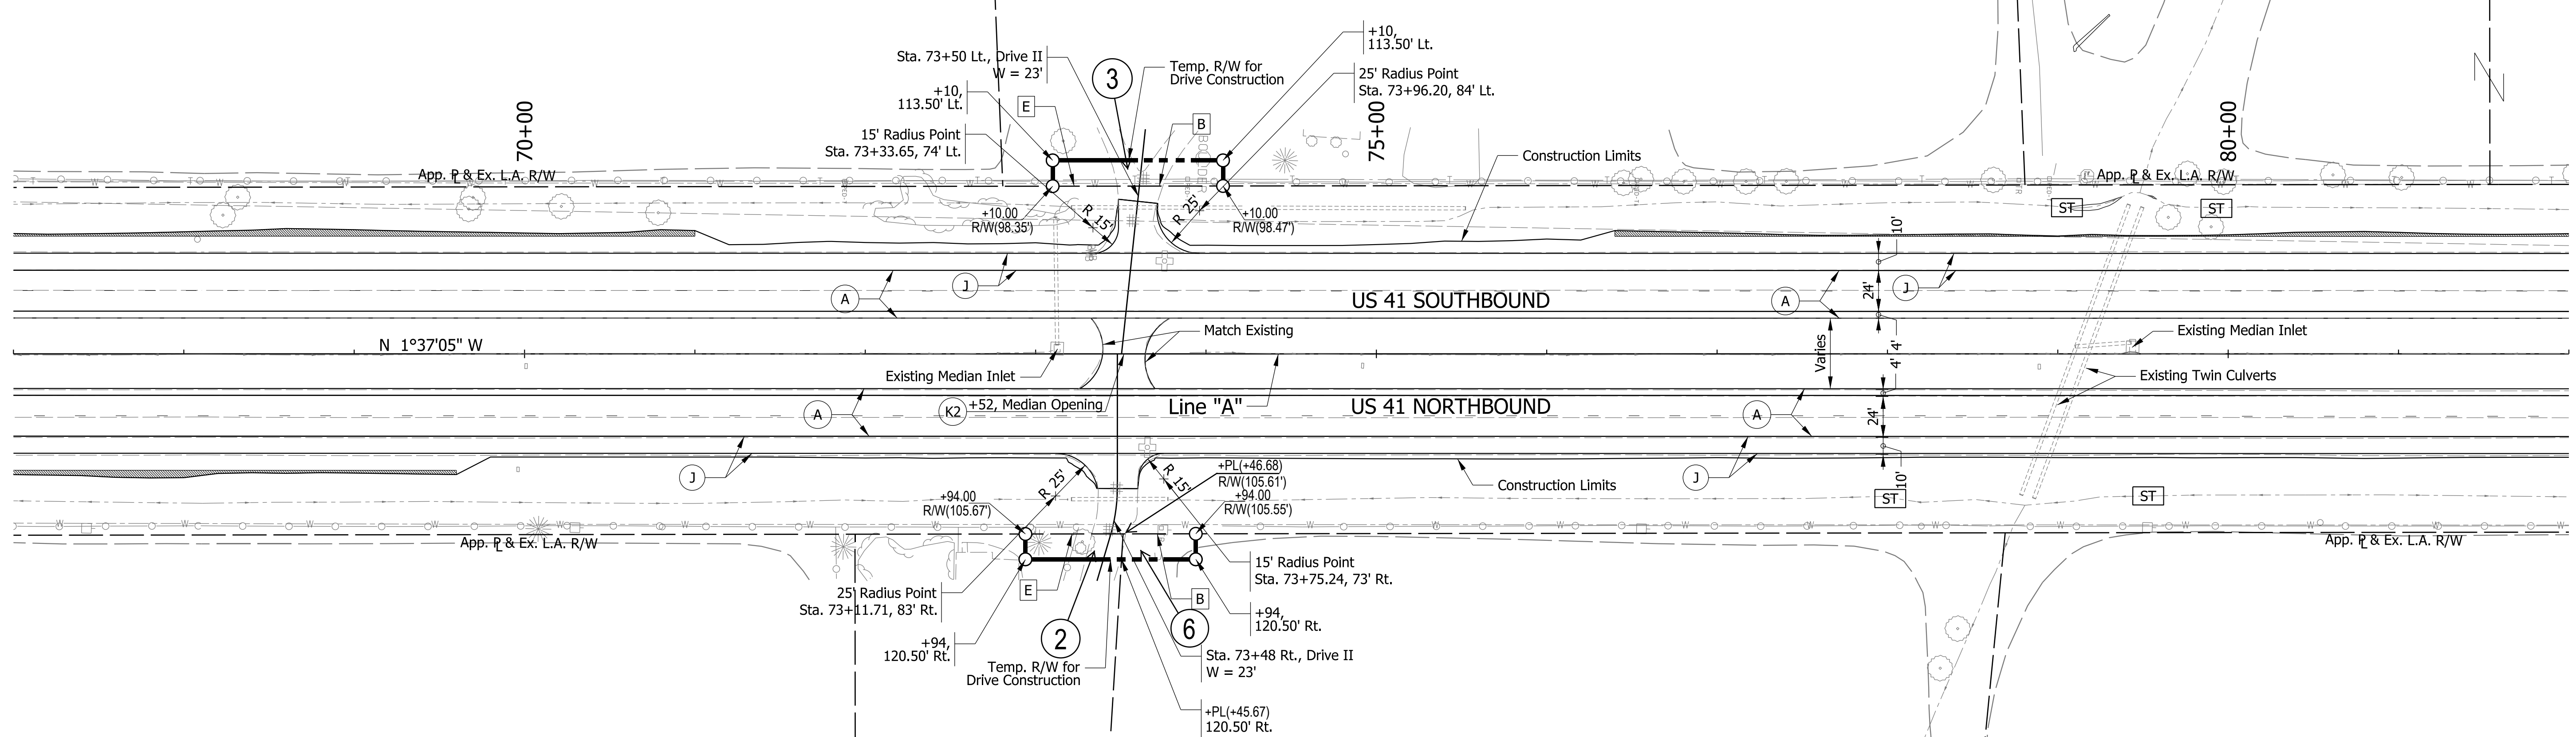 +10,
113.50' Lt.
Sta. 73+50 Lt., Drive II
W = 23'
3
Temp. R/W for
Drive Construction
25' Radius Point
Sta. 73+96.20, 84' Lt.
+10,
113.50' Lt.
E
B
15' Radius Point
Sta. 73+33.65, 74' Lt.
70+00
75+00
80+00
Construction Limits
App. PL & Ex. L.A. R/W
App. PL & Ex. L.A. R/W
+10.00
R/W(98.35')
R 15'
R 25'
+10.00
R/W(98.47')
ST
ST
10'
J
J
A
A
24'
US 41 SOUTHBOUND
Match Existing
Existing Median Inlet
N 1°37'05" W
Varies
4'
4'
Existing Median Inlet
Existing Twin Culverts
K2
+52, Median Opening
Line "A"
US 41 NORTHBOUND
A
A
24'
J
J
10'
R 25'
R 15'
+PL(+46.68)
R/W(105.61')
+94.00
R/W(105.67')
+94.00
R/W(105.55')
Construction Limits
ST
ST
App. PL & Ex. L.A. R/W
App. PL & Ex. L.A. R/W
15' Radius Point
Sta. 73+75.24, 73' Rt.
25' Radius Point
Sta. 73+11.71, 83' Rt.
E
B
+94,
120.50' Rt.
2
6
+94,
120.50' Rt.
Temp. R/W for
Drive Construction
Sta. 73+48 Rt., Drive II
W = 23'
+PL(+45.67)
120.50' Rt.